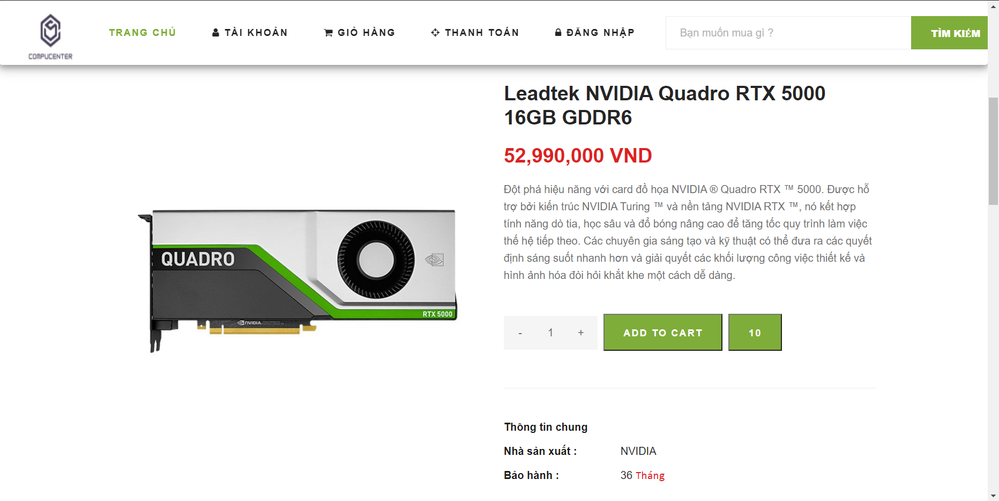 COMPUCENTER
TRANG CHỦ
TÀI KHOẢN
GIỎ HÀNG
THANH TOÁN
ĐĂNG NHẬP
Bạn muốn mua gì ?
TÌM KIẾM
Leadtek NVIDIA Quadro RTX 5000
16GB GDDR6
52,990,000 VND
Đột phá hiệu năng với card đồ họa NVIDIA ® Quadro RTX ™ 5000. Được hỗ
trợ bởi kiến trúc NVIDIA Turing ™ và nền tảng NVIDIA RTX ™, nó kết hợp
tính năng dò tia, học sâu và đổ bóng nâng cao để tăng tốc quy trình làm việc
thế hệ tiếp theo. Các chuyên gia sáng tạo và kỹ thuật có thể đưa ra các quyết
định sáng suốt nhanh hơn và giải quyết các khối lượng công việc thiết kế và
hình ảnh hóa đòi hỏi khắt khe một cách dễ dàng.
QUADRO
RTX 5000
NVIDIA
- 1 +
ADD TO CART
10
Thông tin chung
Nhà sản xuất : NVIDIA
Bảo hành : 36 Tháng